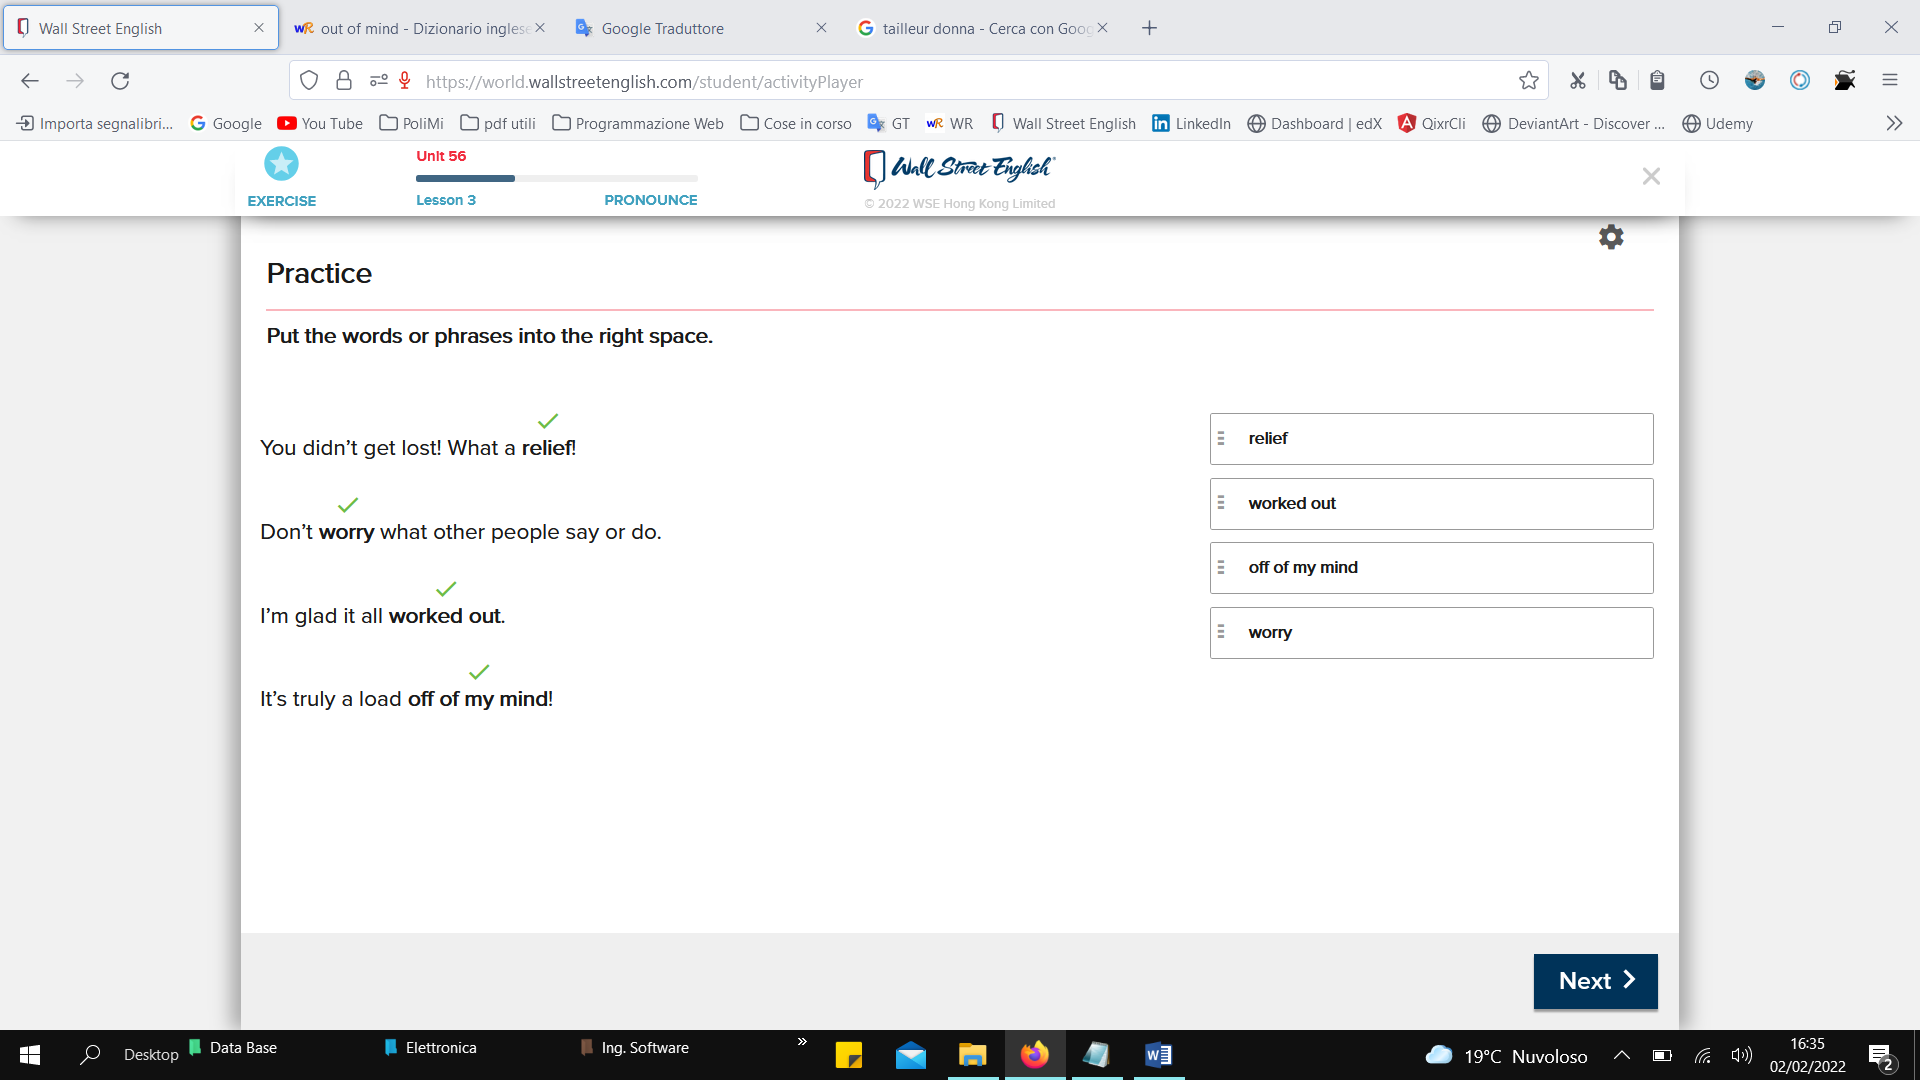 Wall Street English
out of mind - Dizionario inglese
Google Traduttore
tailleur donna - Cerca con Goog
https://world.wallstreetenglish.com/student/activityPlayer
Importa segnalibri...
Google
You Tube
PoliMi
pdf utili
Programmazione Web
Cose in corso
GT
WR
Wall Street English
LinkedIn
Dashboard | edX
QixrCli
DeviantArt - Discover ...
Udemy
EXERCISE
Unit 56
Lesson 3
PRONOUNCE
Wall Street English
© 2022 WSE Hong Kong Limited
Practice
Put the words or phrases into the right space.
You didn't get lost! What a relief!
Don't worry what other people say or do.
I'm glad it all worked out.
It's truly a load off of my mind!
relief
worked out
off of my mind
worry
Next
Desktop
Data Base
Elettronica
Ing. Software
19°C Nuvoloso
16:35
02/02/2022
2